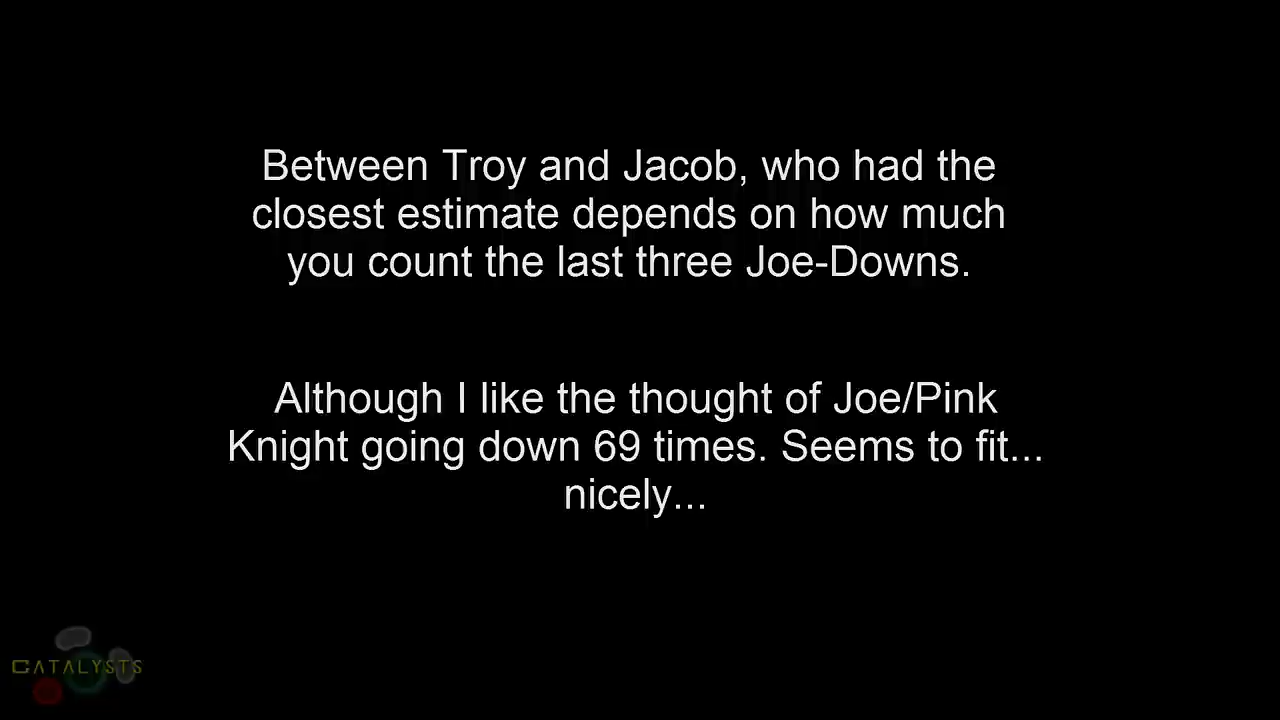 Between Troy and Jacob, who had the
closest estimate depends on how much
you count the last three Joe-Downs.
Although I like the thought of Joe/Pink
Knight going down 69 times. Seems to fit...
nicely...
CATALYSTS